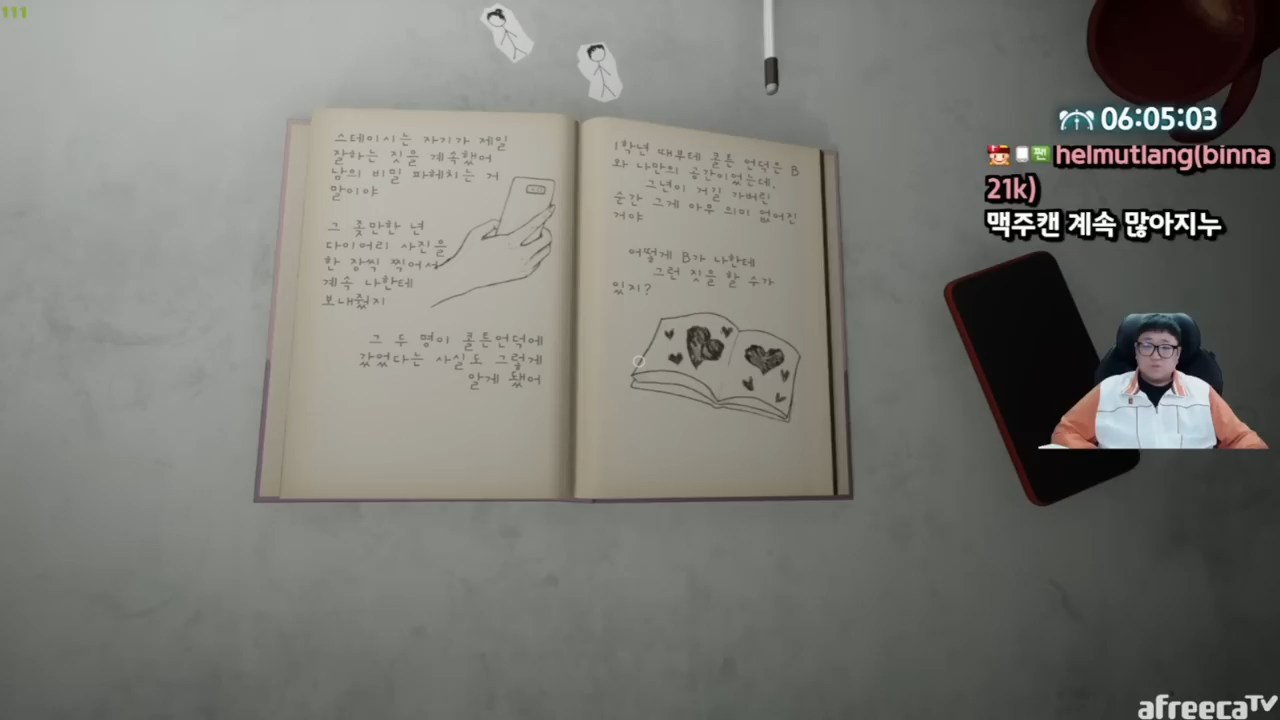 111
스테이시는 자기가 제일
잘하는 짓을 계속했어
남의 비밀 파헤치는 거
말이야
그 좆만한 년
다이어리 사진을
한 장씩 찍어서
계속 나한테
보내줬지
그 두 명이 콜튼언덕에
갔었다는 사실도 그렇게
알게 됐어
1학년 때부터 콜튼 언덕은 B
와 나만의 공간이었는데,
그년이 거길 가버린
순간 그게 아무 의미 없어진
거야
어떻게 B가 나한테
그런 짓을 할 수가
있지?
06:05:03
팬 helmutlang(binna
21k)
맥주캔 계속 많아지누
afreecaTV